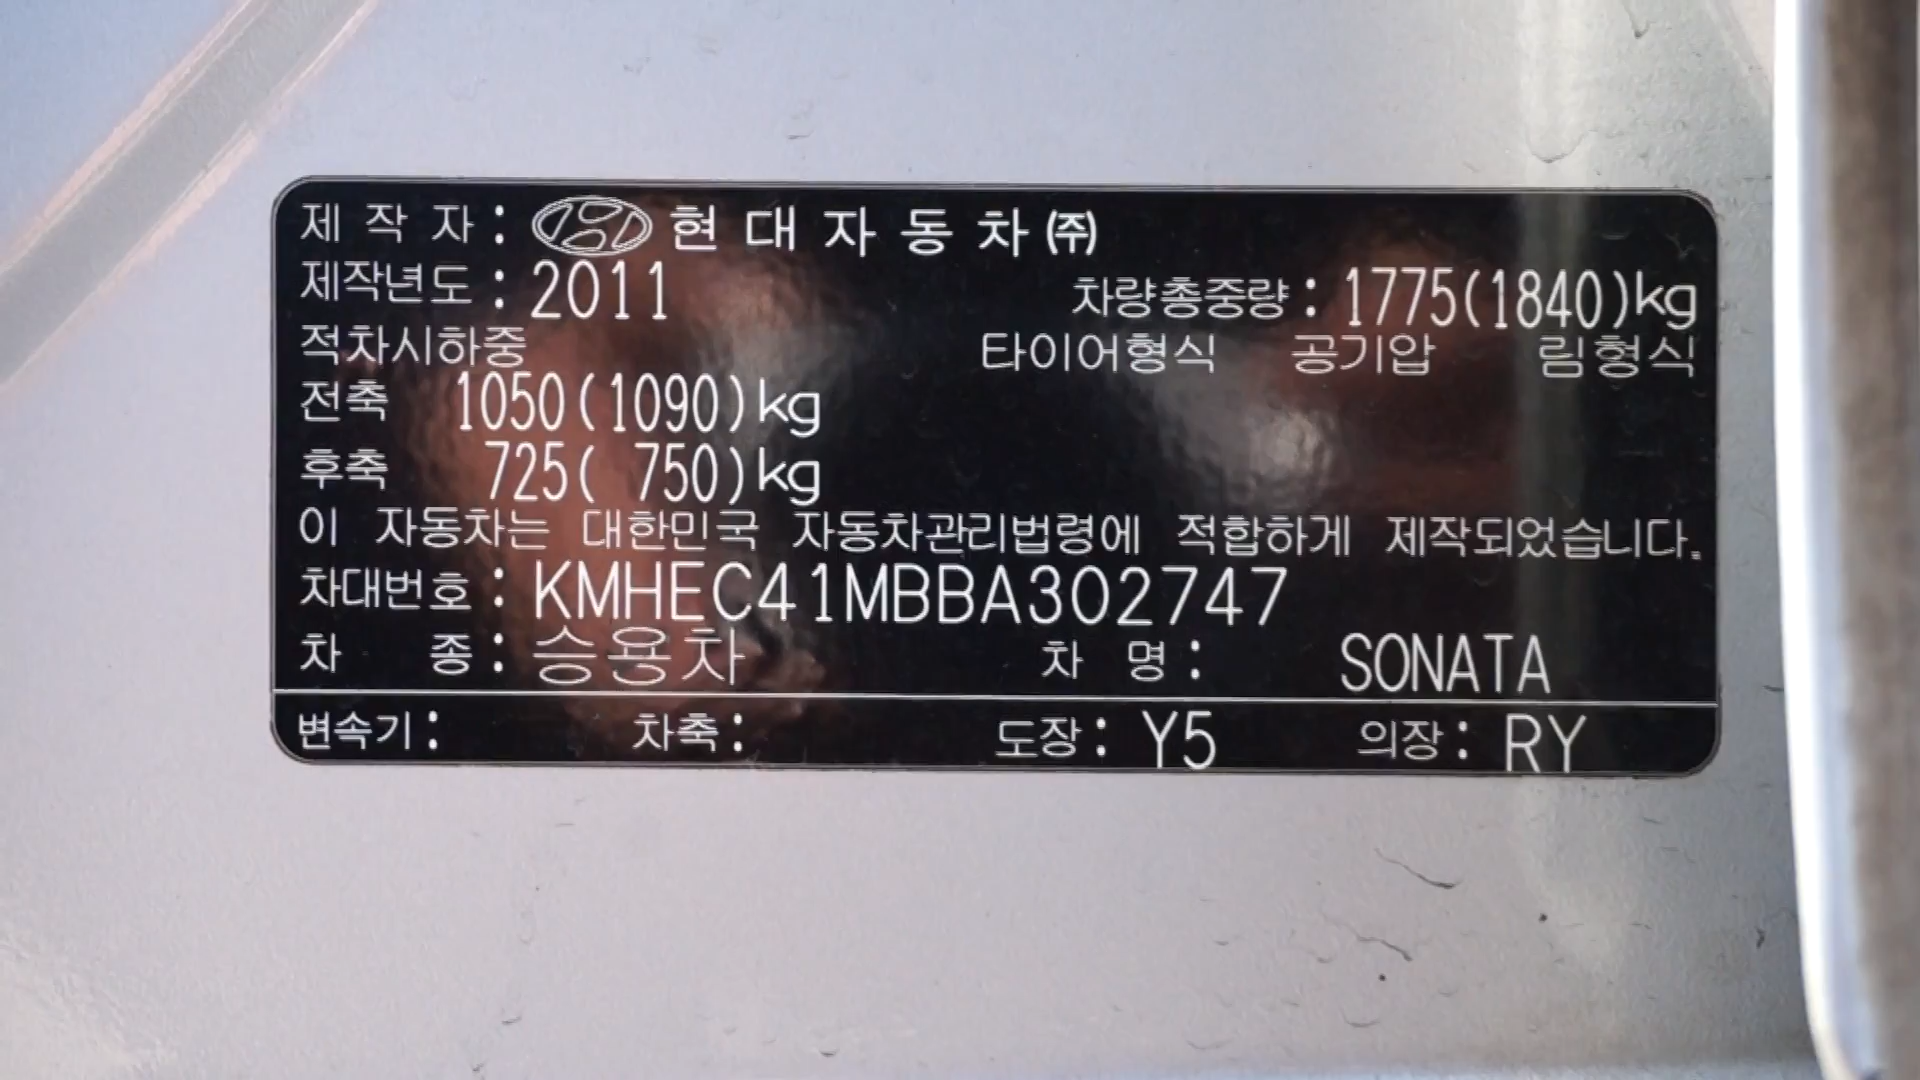 제 작 자 : 현 대 자 동 차 ㈜
제작년도 : 2011 차량총중량 : 1775(1840)kg
적차시하중 타이어형식 공기압 림형식
전축 1050(1090)kg
후축 725( 750)kg
이 자동차는 대한민국 자동차관리법령에 적합하게 제작되었습니다.
차대번호 : KMHEC41MBBA302747
차 종 : 승용차 차 명 : SONATA
변속기 : 차축 : 도장 : Y5 의장 : RY